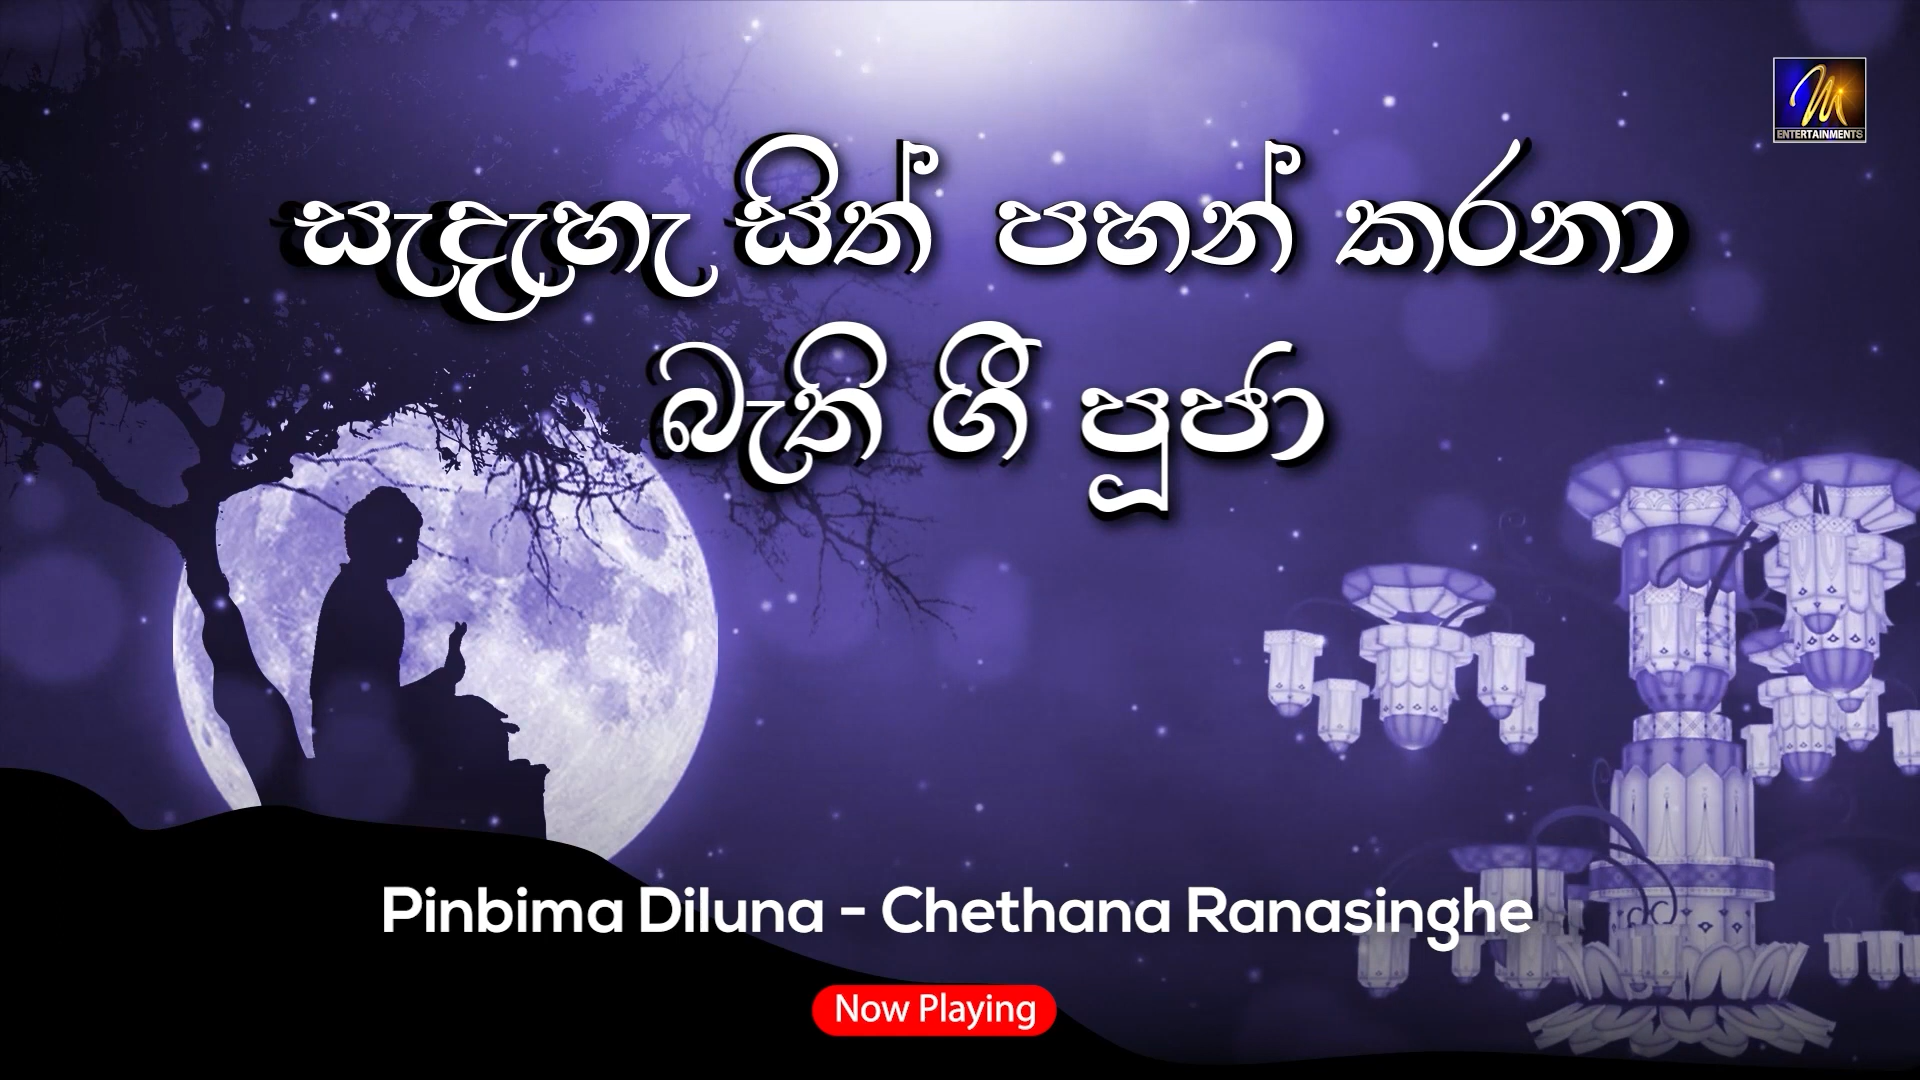 M
ENTERTAINMENTS
සැදැහැ සිත් පහන් කරනා
බැති ගී පූජා
Pinbima Diluna - Chethana Ranasinghe
Now Playing